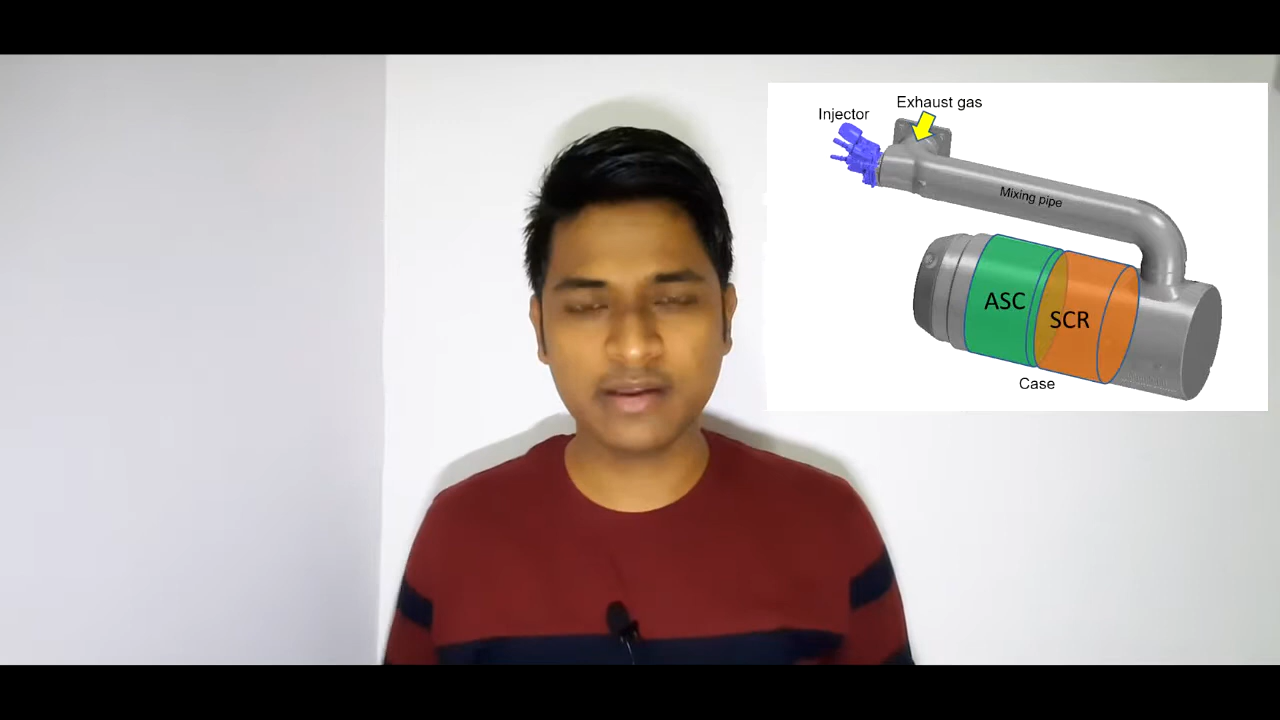 Exhaust gas
Injector
Mixing pipe
ASC
SCR
Case